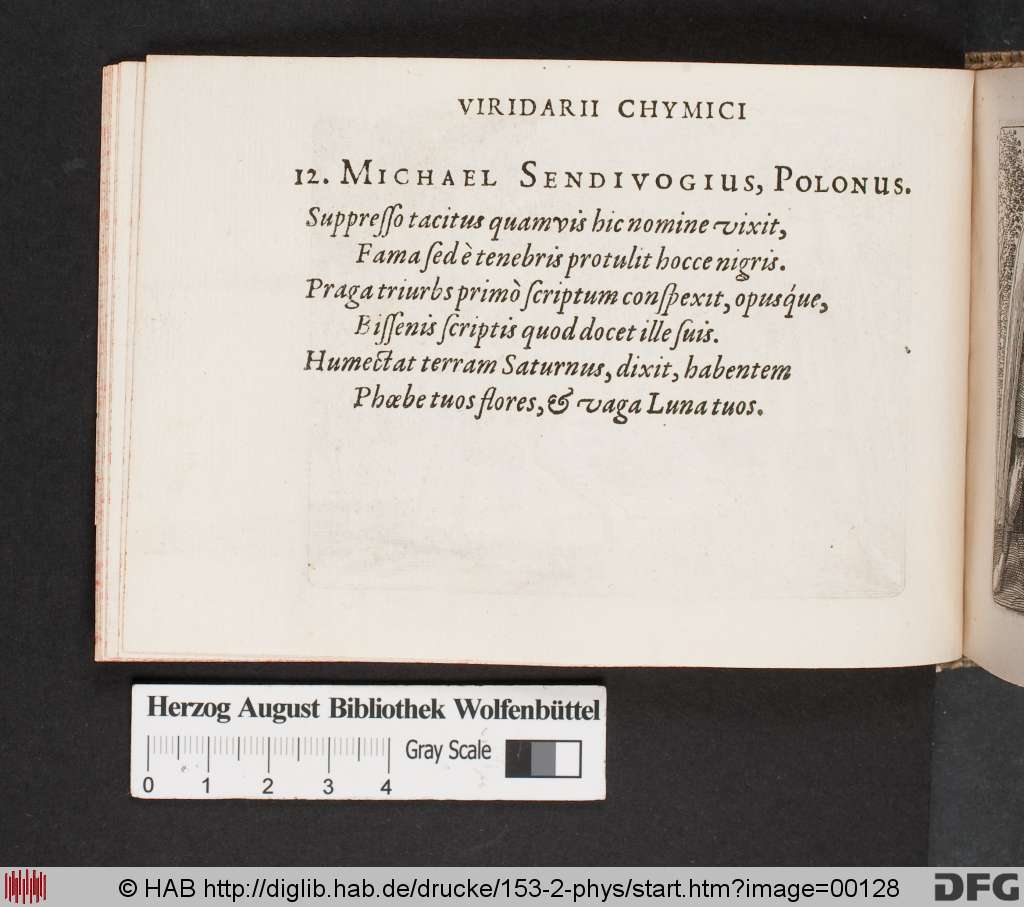 VIRIDARII CHYMICI
12. MICHAEL SENDIVOGIUS, POLONUS.
Suppreſſo tacitus quamvis hic nomine vixit,
Fama ſed è tenebris protulit hocce nigris.
Praga triurbs primò ſcriptum conſpexit, opuśque,
Biſſenis ſcriptis quod docet ille ſuis.
Humectat terram Saturnus, dixit, habentem
Phœbe tuos flores, & vaga Luna tuos.
Herzog August Bibliothek Wolfenbüttel
Gray Scale
0 1 2 3 4
© HAB http://diglib.hab.de/drucke/153-2-phys/start.htm?image=00128
DFG